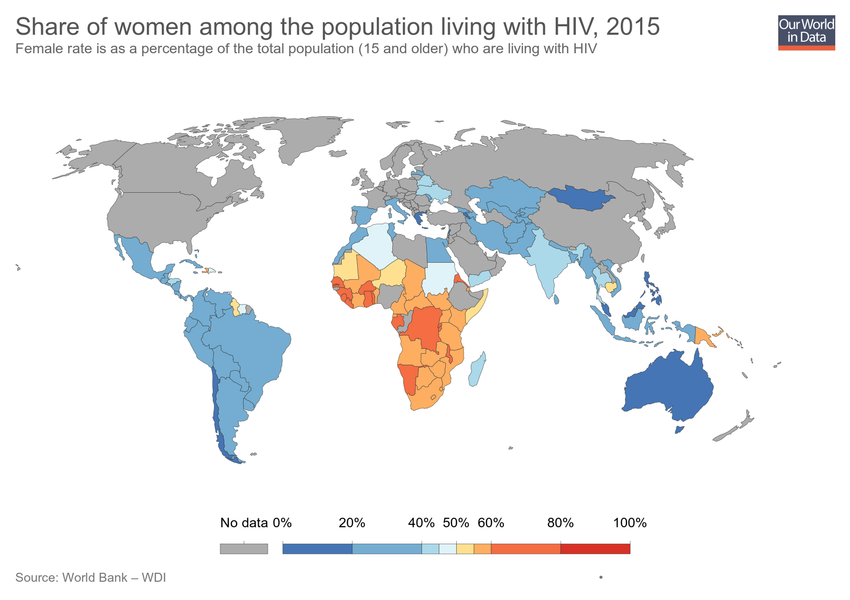 Share of women among the population living with HIV, 2015
Female rate is as a percentage of the total population (15 and older) who are living with HIV
Our World
in Data
No data 0% 20% 40% 50% 60% 80% 100%
Source: World Bank – WDI